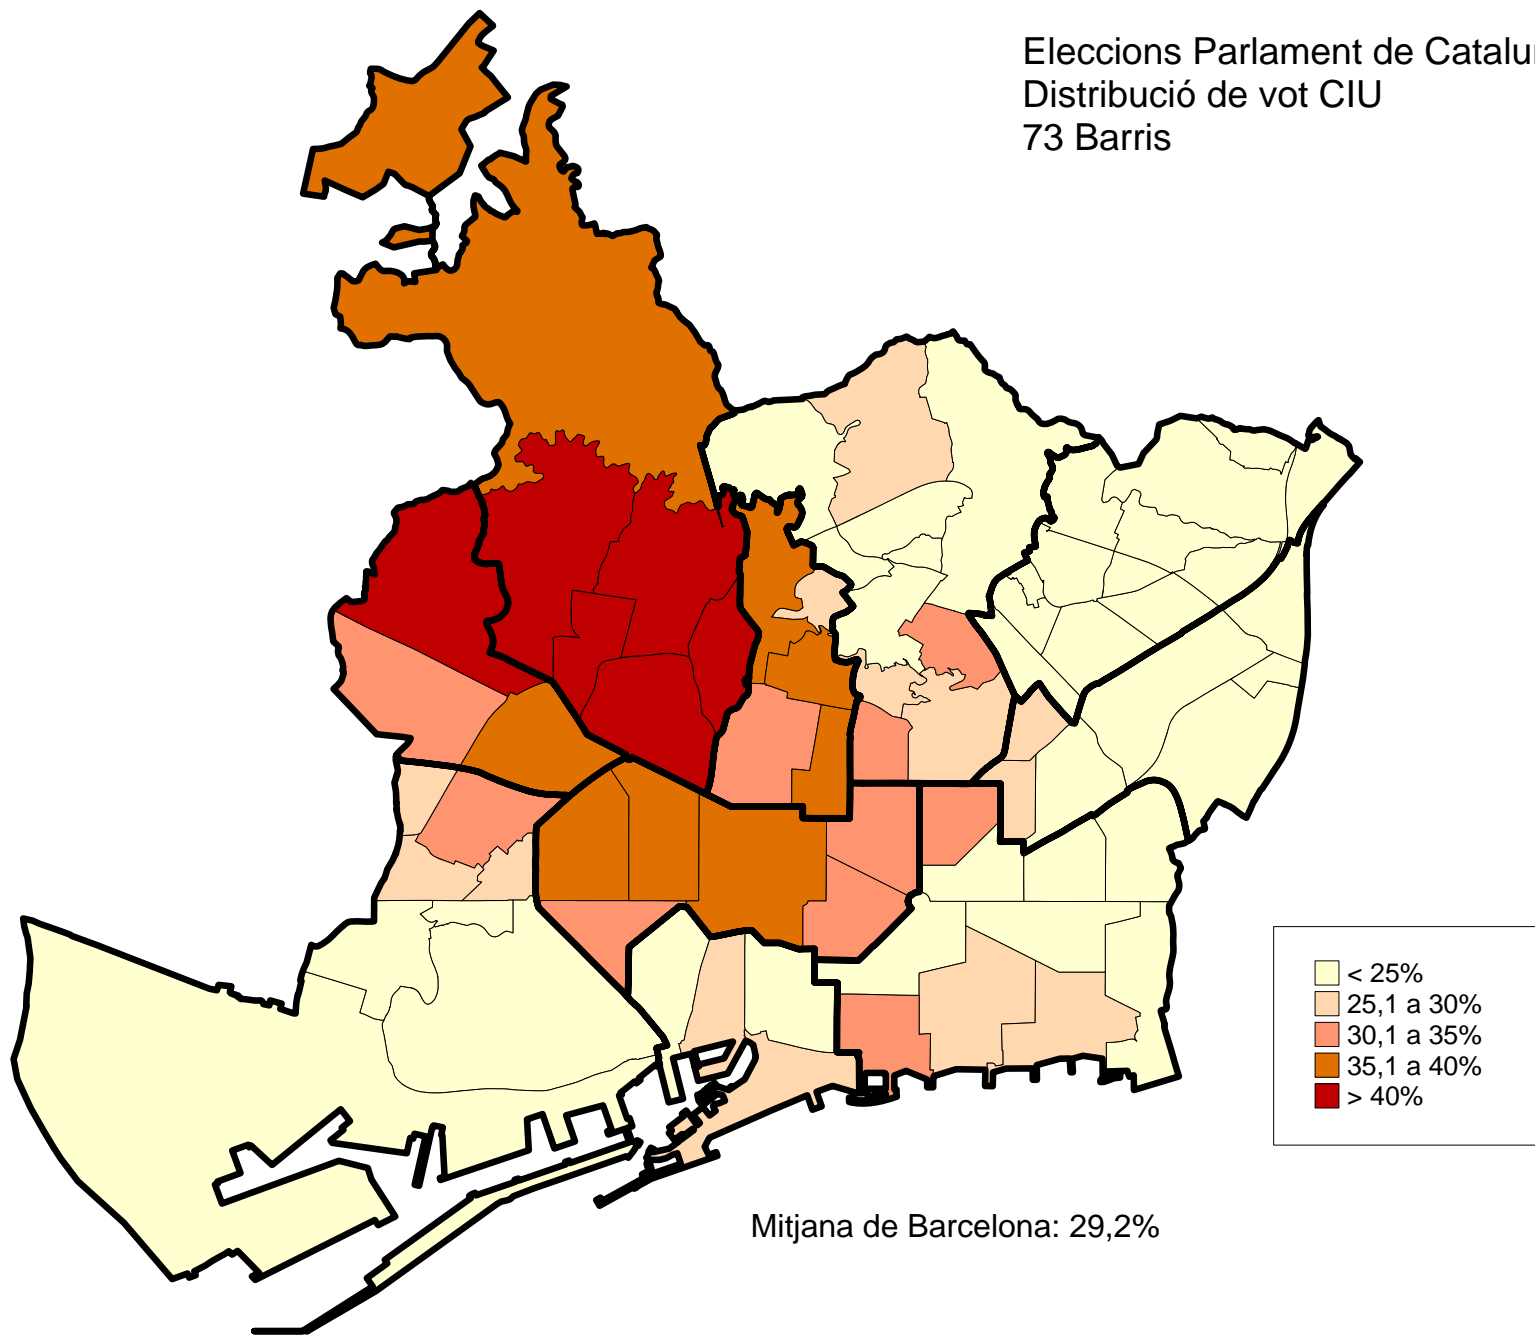 Eleccions Parlament de Catalu
Distribució de vot CIU
73 Barris
< 25%
25,1 a 30%
30,1 a 35%
35,1 a 40%
> 40%
Mitjana de Barcelona: 29,2%